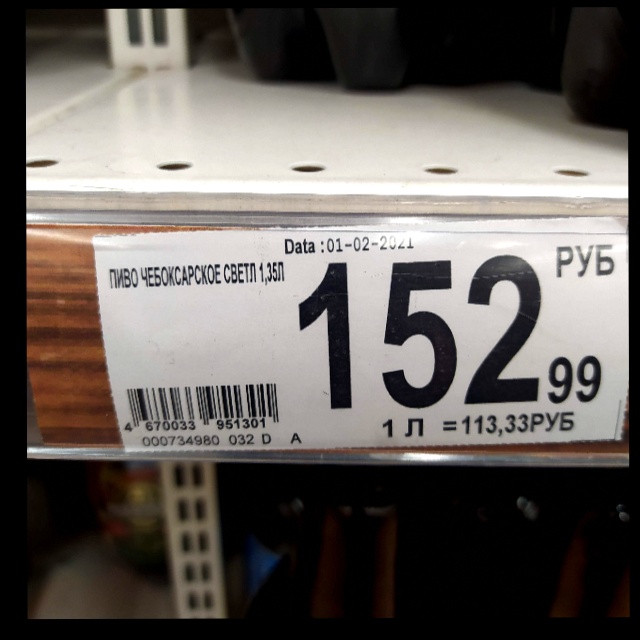 Data :01-02-2021
ПИВО ЧЕБОКСАРСКОЕ СВЕТЛ 1,35Л
152 99 РУБ
1 Л =113,33РУБ
4 670033 951301
000734980 032 D A